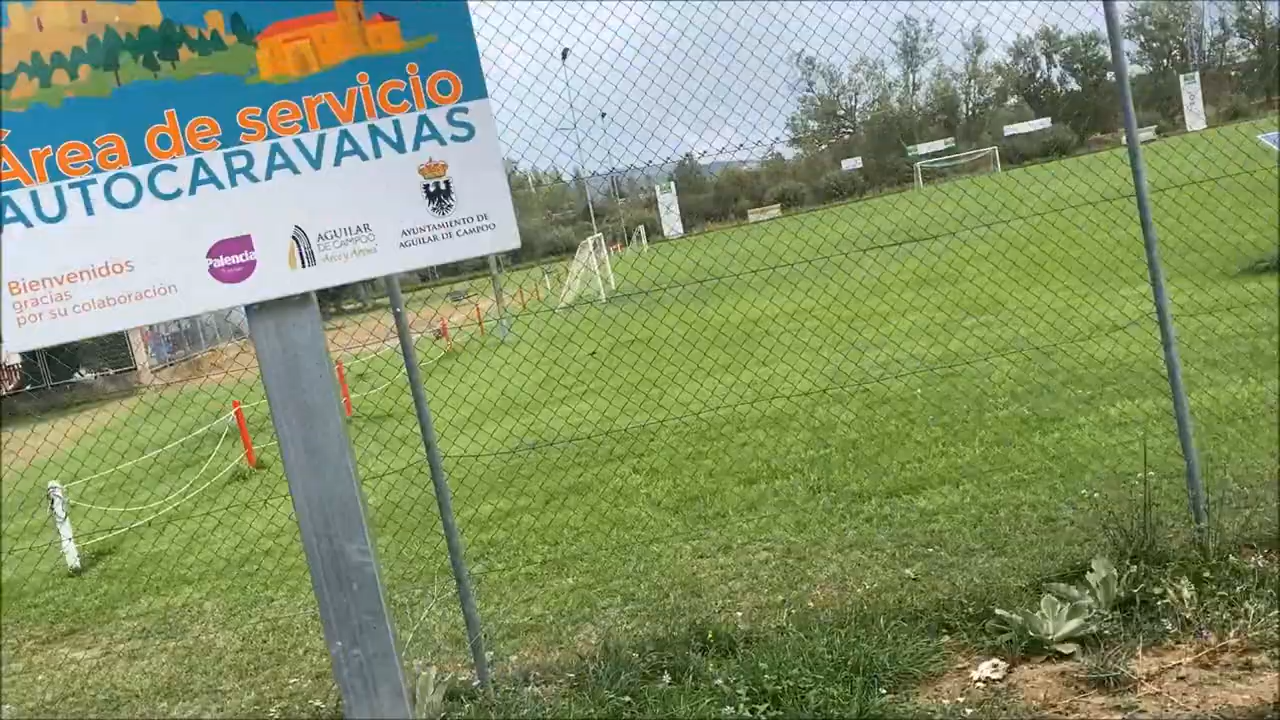 Área de servicio
AUTOCARAVANAS
Bienvenidos
gracias
por su colaboración
Palencia
AGUILAR
DE CAMPOO
AYUNTAMIENTO DE
AGUILAR DE CAMPOO